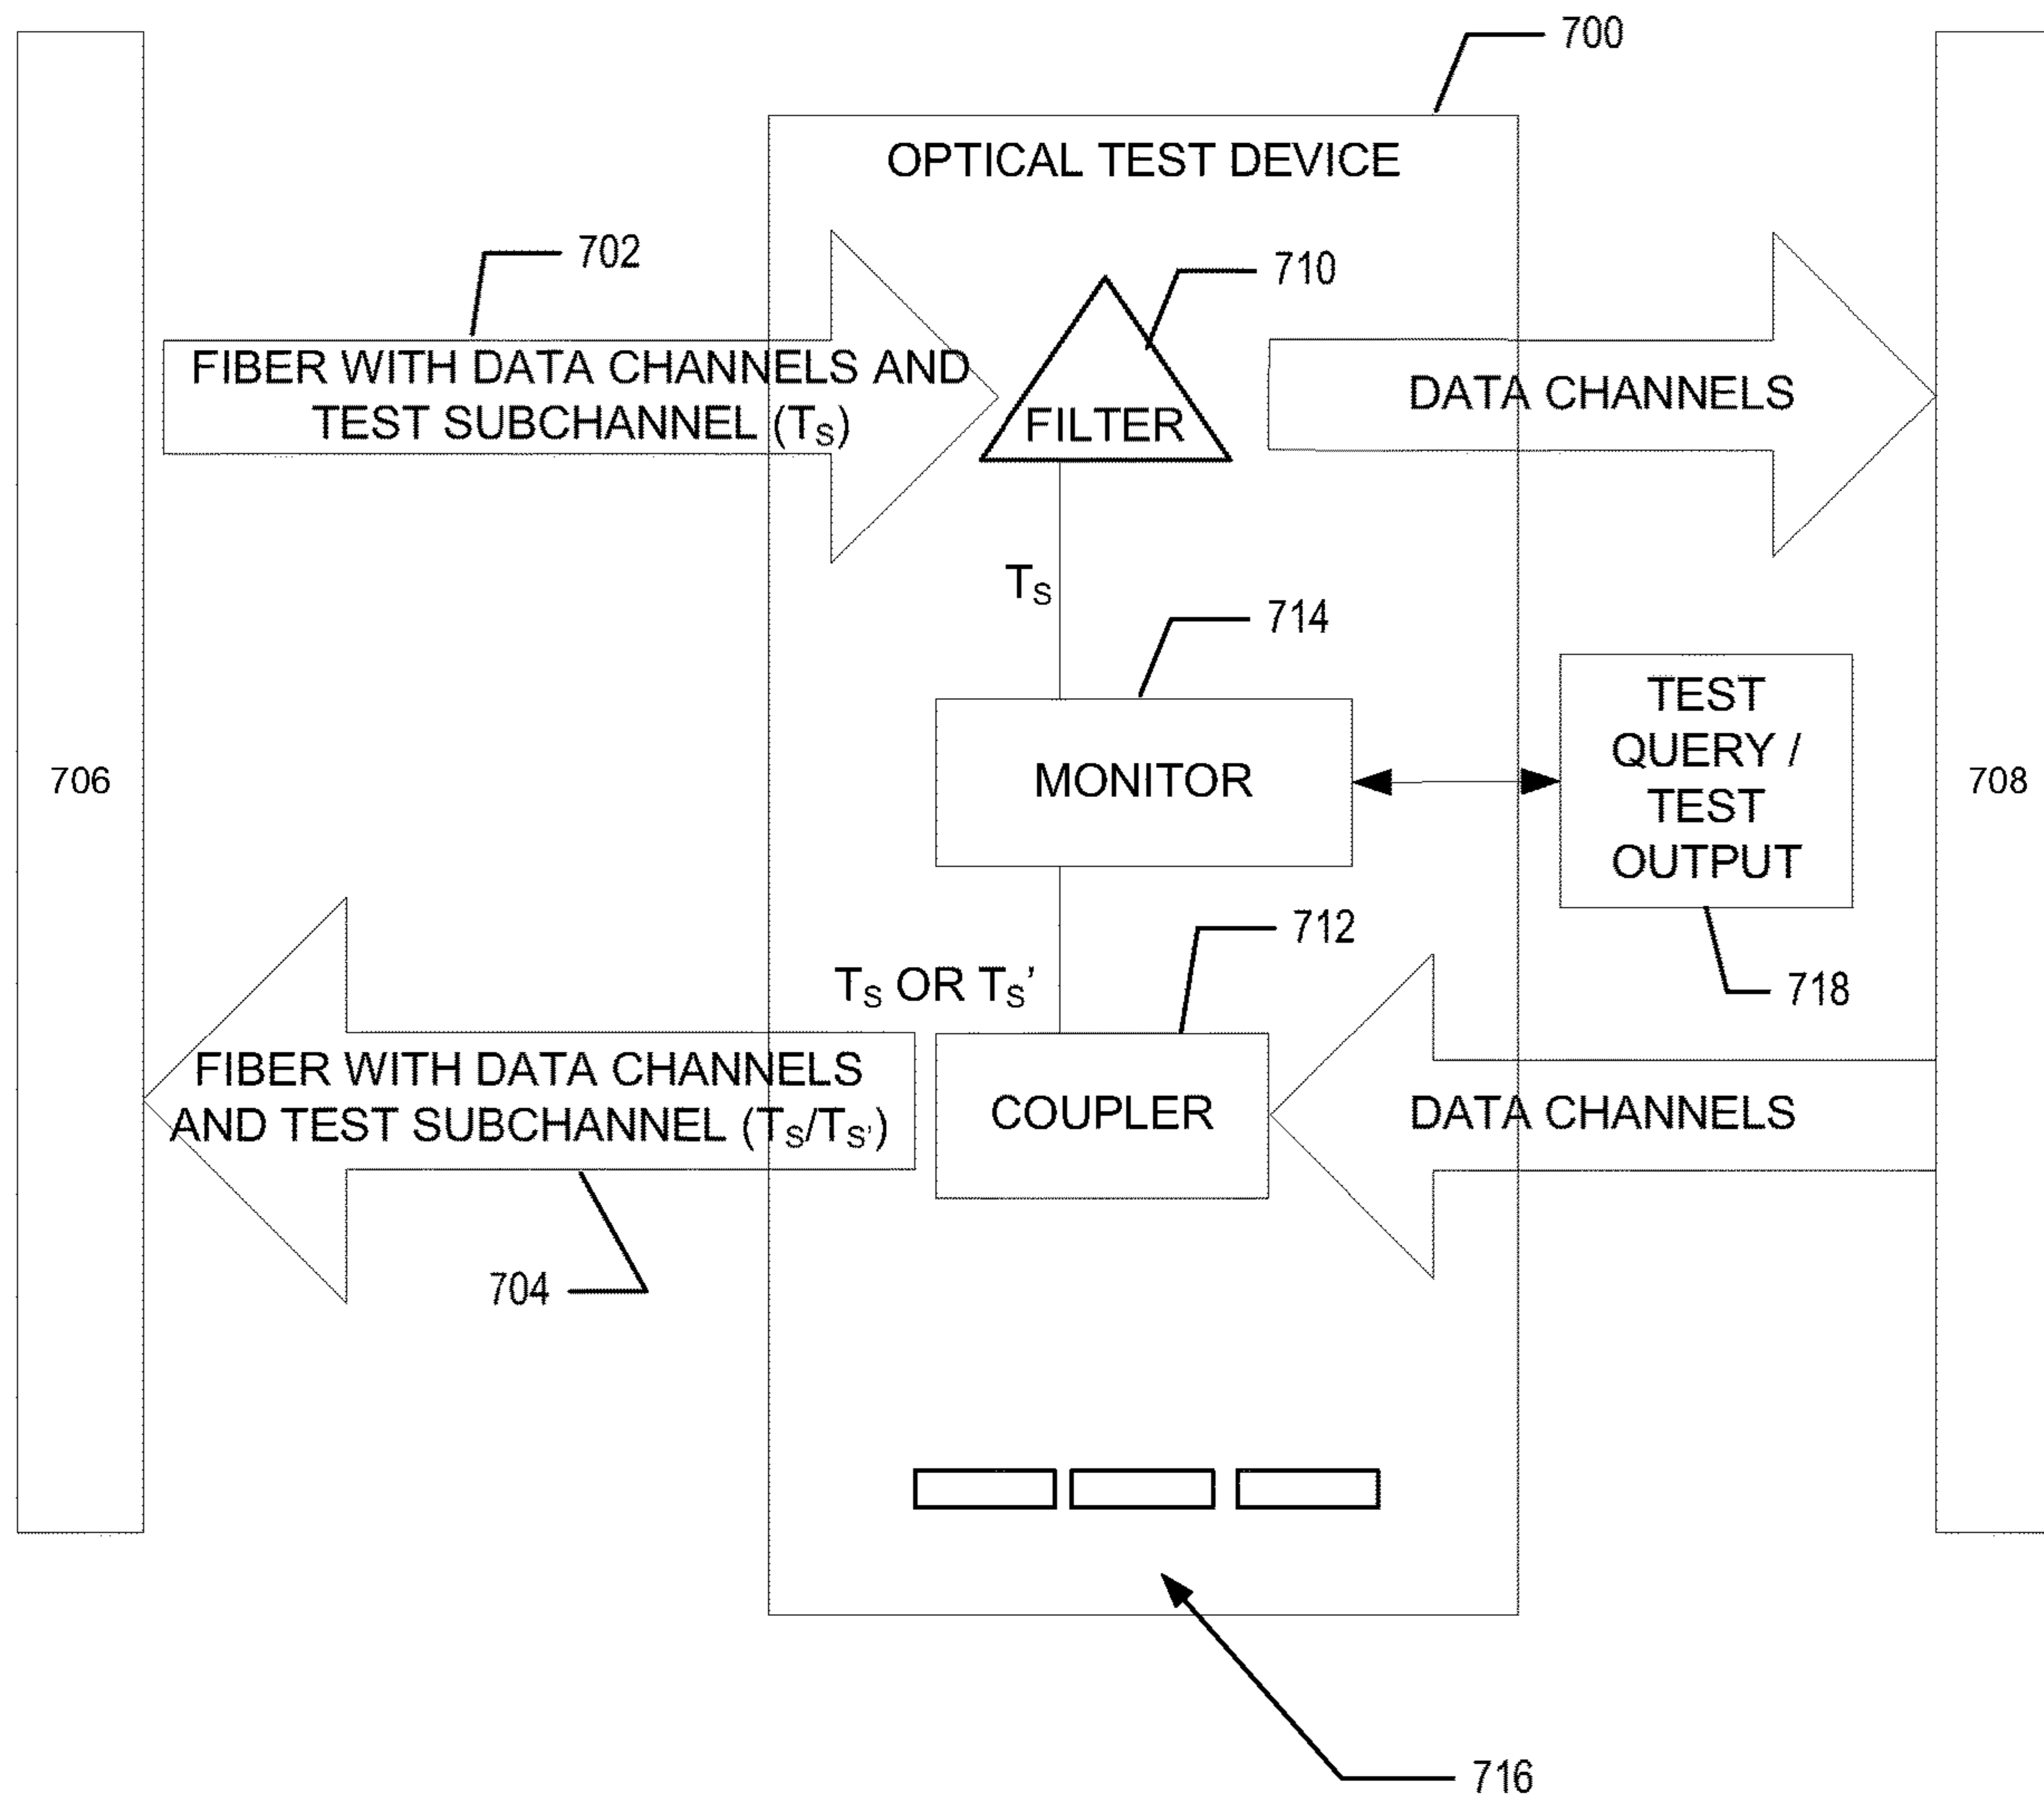 700
OPTICAL TEST DEVICE
702
710
FIBER WITH DATA CHANNELS AND
TEST SUBCHANNEL (TS)
FILTER
DATA CHANNELS
TS
714
MONITOR
TEST
QUERY /
TEST
OUTPUT
706
708
712
718
TS OR TS’
FIBER WITH DATA CHANNELS
AND TEST SUBCHANNEL (TS/TS’)
COUPLER
DATA CHANNELS
704
716